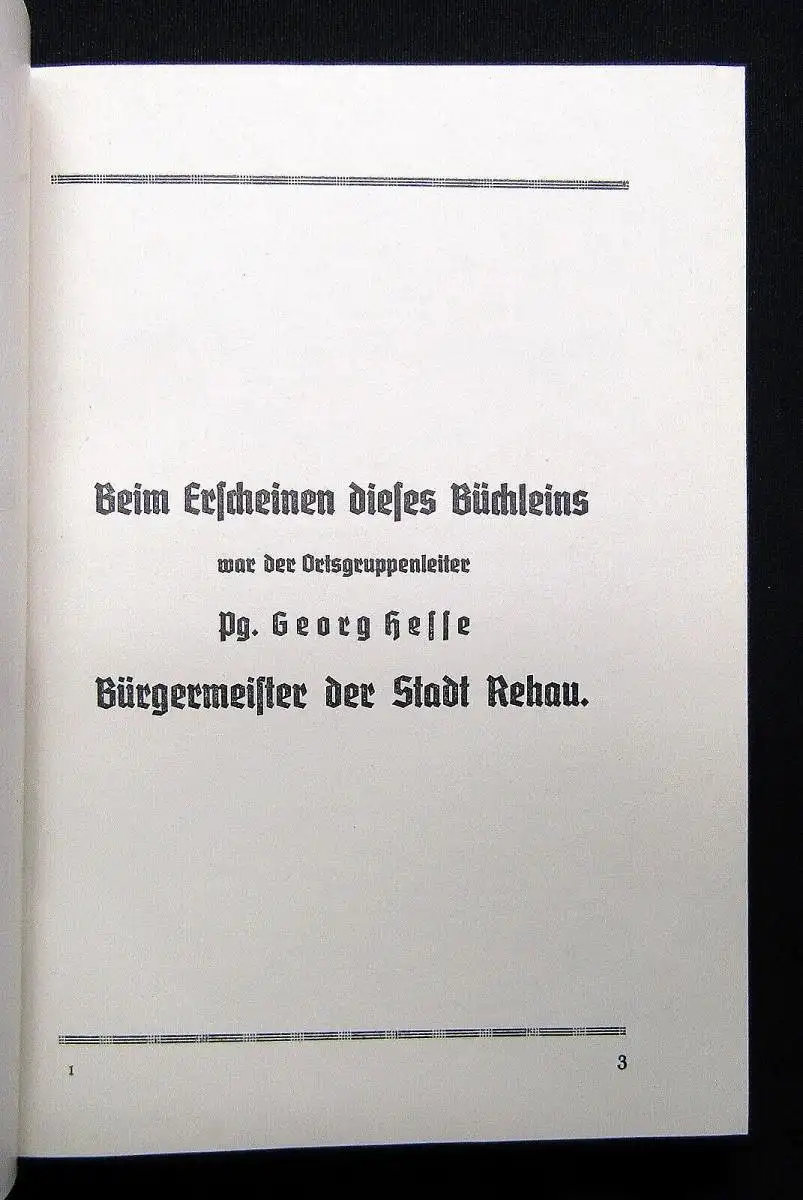 Beim Erſcheinen dieſes Büchleins
war der Ortsgruppenleiter
Pg. Georg Heſſe
Bürgermeiſter der Stadt Rehau.
1 3